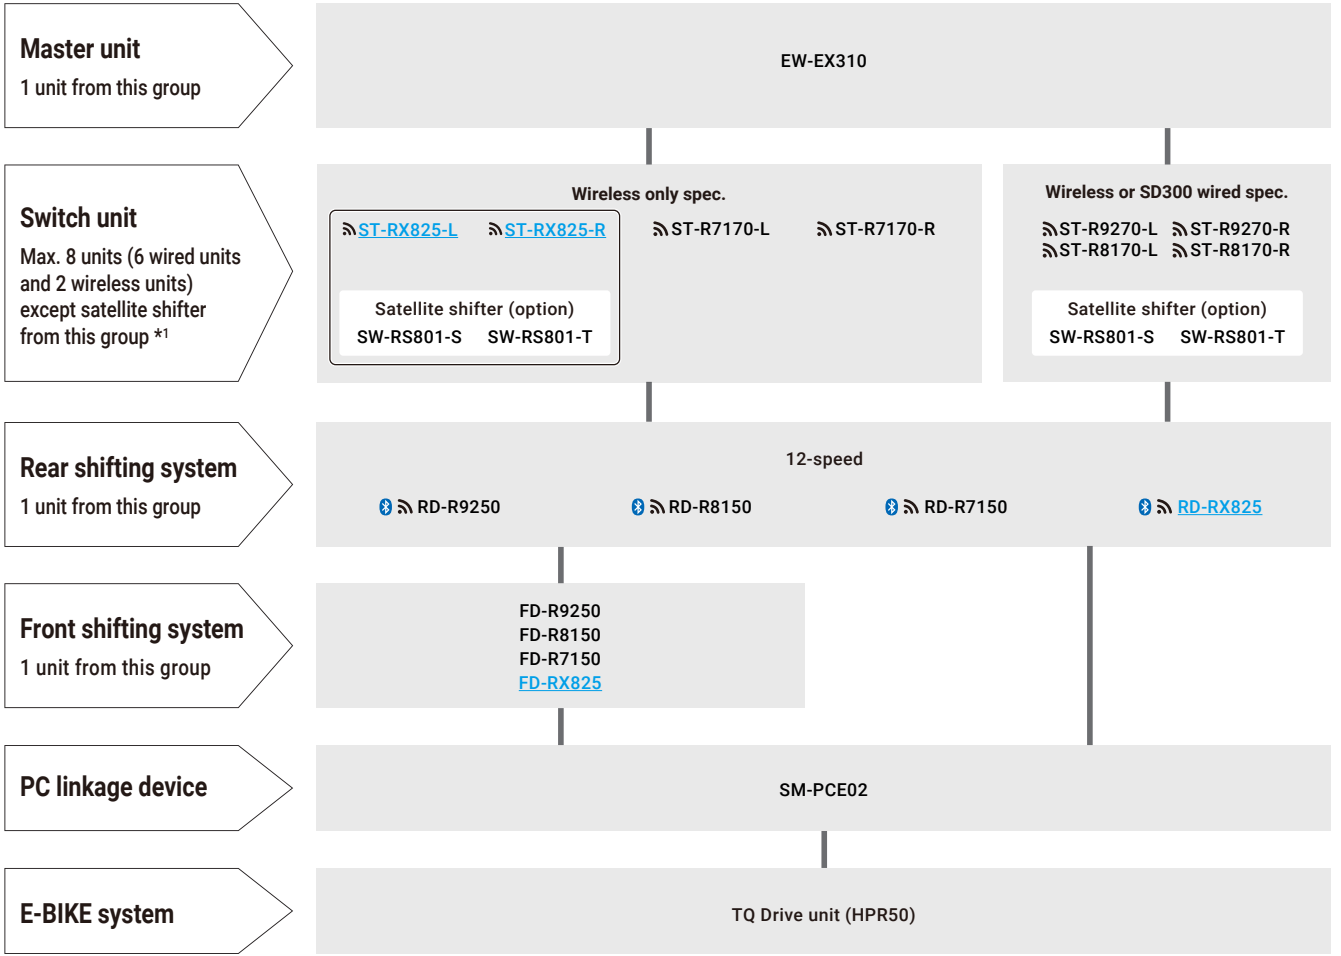 Master unit
1 unit from this group
EW-EX310
Switch unit
Max. 8 units (6 wired units
and 2 wireless units)
except satellite shifter
from this group *1
Wireless only spec.
ST-RX825-L ST-RX825-R ST-R7170-L ST-R7170-R
Satellite shifter (option)
SW-RS801-S SW-RS801-T
Wireless or SD300 wired spec.
ST-R9270-L ST-R9270-R
ST-R8170-L ST-R8170-R
Satellite shifter (option)
SW-RS801-S SW-RS801-T
Rear shifting system
1 unit from this group
12-speed
RD-R9250 RD-R8150 RD-R7150 RD-RX825
Front shifting system
1 unit from this group
FD-R9250
FD-R8150
FD-R7150
FD-RX825
PC linkage device
SM-PCE02
E-BIKE system
TQ Drive unit (HPR50)